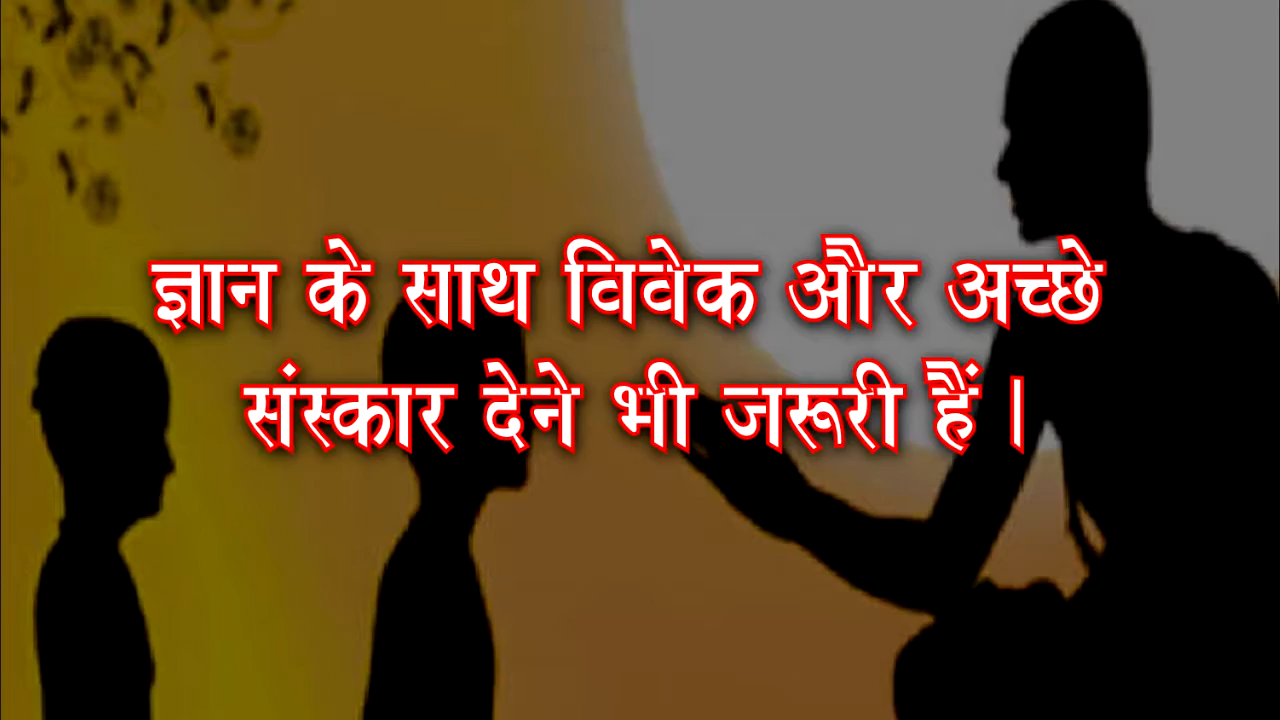 ज्ञान के साथ विवेक और अच्छे
संस्कार देने भी जरूरी हैं ।